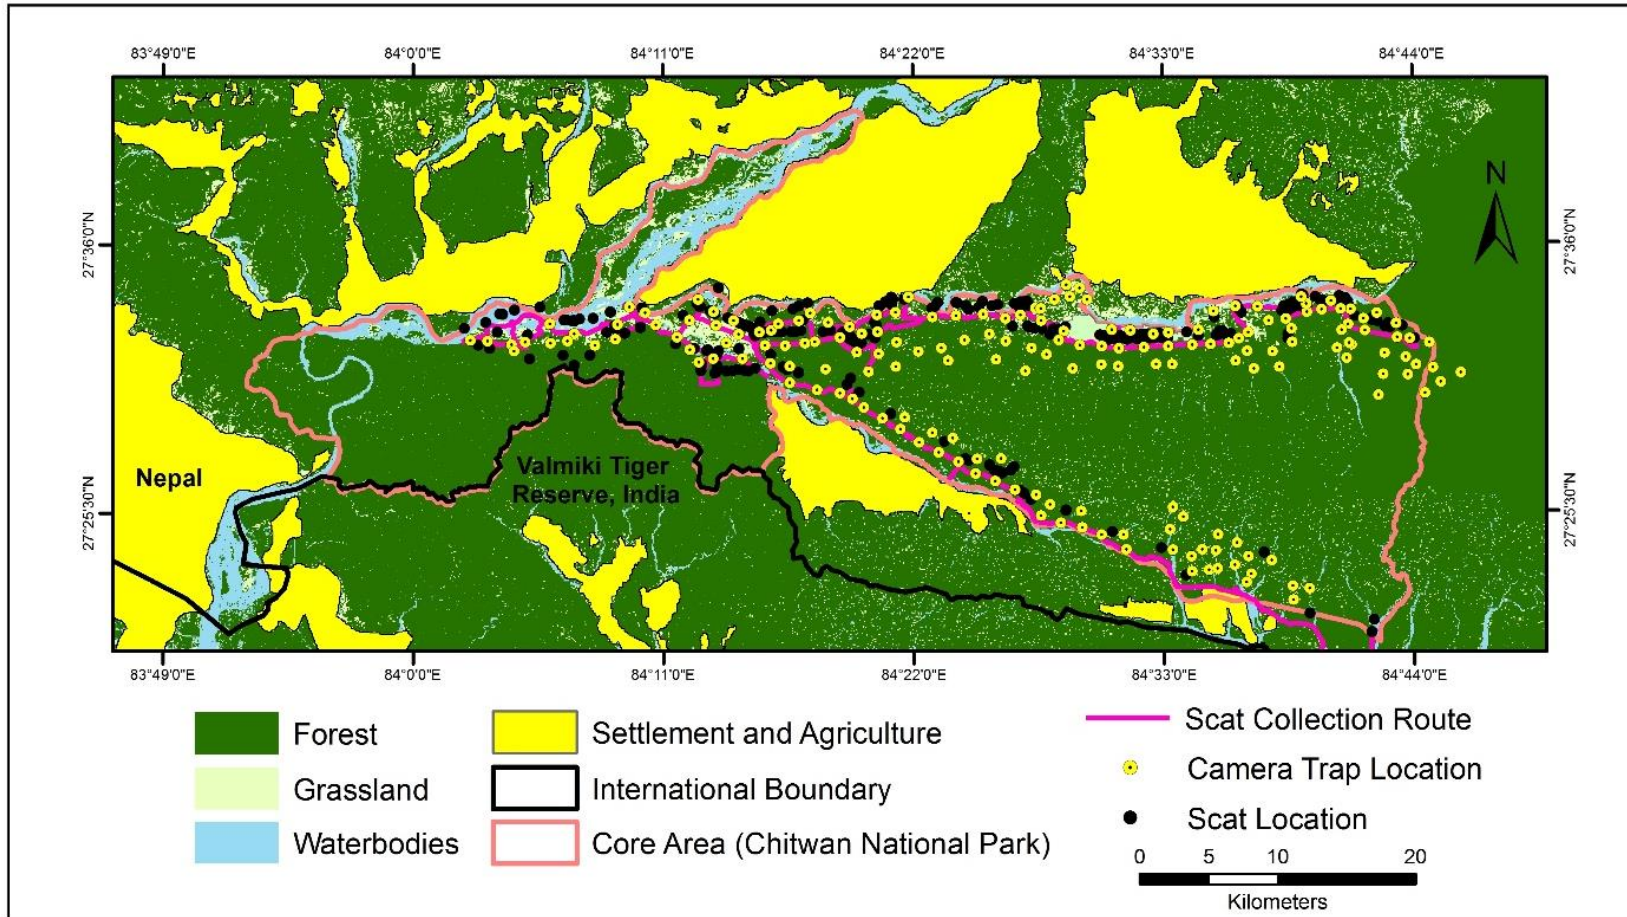 83°49'0"E 84°0'0"E 84°11'0"E 84°22'0"E 84°33'0"E 84°44'0"E
N
27°36'0"N 27°36'0"N
Nepal
Valmiki Tiger
Reserve, India
27°25'30"N 27°25'30"N
83°49'0"E 84°0'0"E 84°11'0"E 84°22'0"E 84°33'0"E 84°44'0"E
Forest
Grassland
Waterbodies
Settlement and Agriculture
International Boundary
Core Area (Chitwan National Park)
Scat Collection Route
Camera Trap Location
Scat Location
0 5 10 20
Kilometers